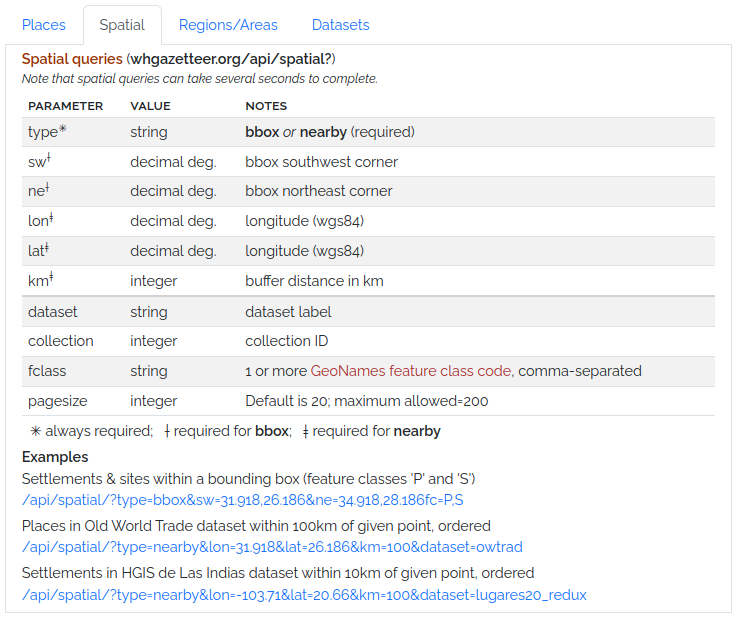 Places Spatial Regions/Areas Datasets
Spatial queries (whgazetteer.org/api/spatial?)
Note that spatial queries can take several seconds to complete.
PARAMETER VALUE NOTES
type✳ string bbox or nearby (required)
sw† decimal deg. bbox southwest corner
ne† decimal deg. bbox northeast corner
lon‡ decimal deg. longitude (wgs84)
lat‡ decimal deg. longitude (wgs84)
km‡ integer buffer distance in km
dataset string dataset label
collection integer collection ID
fclass string 1 or more GeoNames feature class code, comma-separated
pagesize integer Default is 20; maximum allowed=200
✳ always required; † required for bbox; ‡ required for nearby
Examples
Settlements & sites within a bounding box (feature classes 'P' and 'S')
/api/spatial/?type=bbox&sw=31.918,26.186&ne=34.918,28.186fc=P,S
Places in Old World Trade dataset within 100km of given point, ordered
/api/spatial/?type=nearby&lon=31.918&lat=26.186&km=100&dataset=owtrad
Settlements in HGIS de Las Indias dataset within 10km of given point, ordered
/api/spatial/?type=nearby&lon=-103.71&lat=20.66&km=100&dataset=lugares20_redux